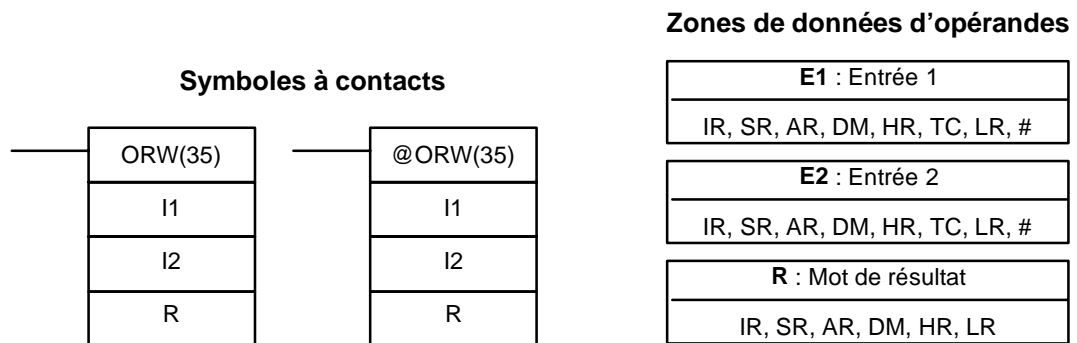 Zones de données d'opérandes
Symboles à contacts
E1 : Entrée 1
IR, SR, AR, DM, HR, TC, LR, #
ORW(35)
@ORW(35)
E2 : Entrée 2
I1
I1
IR, SR, AR, DM, HR, TC, LR, #
I2
I2
R : Mot de résultat
R
R
IR, SR, AR, DM, HR, LR